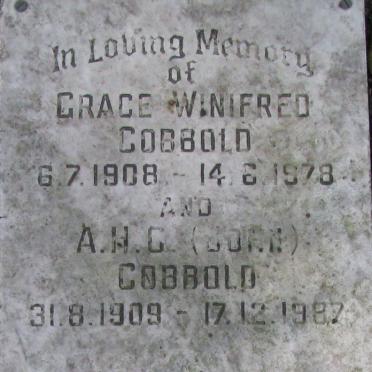 In Loving Memory
of
GRACE WINIFRED
COBBOLD
6.7.1908 - 14.6.1978
AND
A.H.C. (JOHN)
COBBOLD
31.8.1909 - 17.12.1987